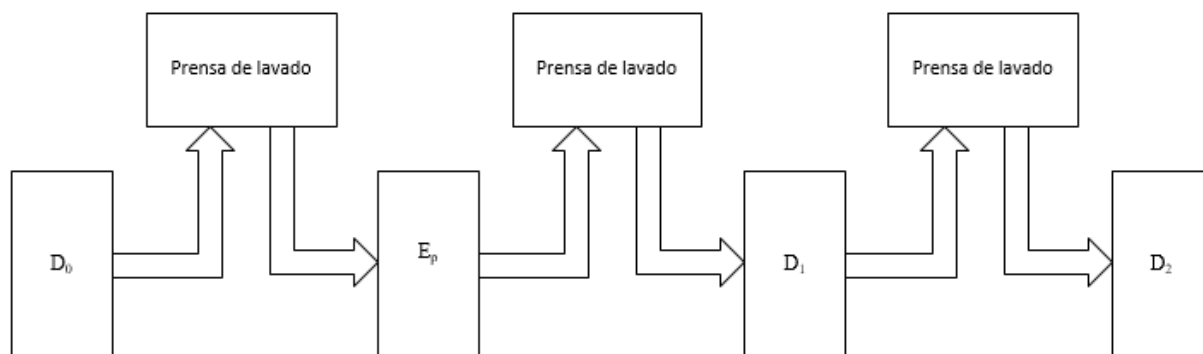 Prensa de lavado
Prensa de lavado
Prensa de lavado
D₀
Eₚ
D₁
D₂